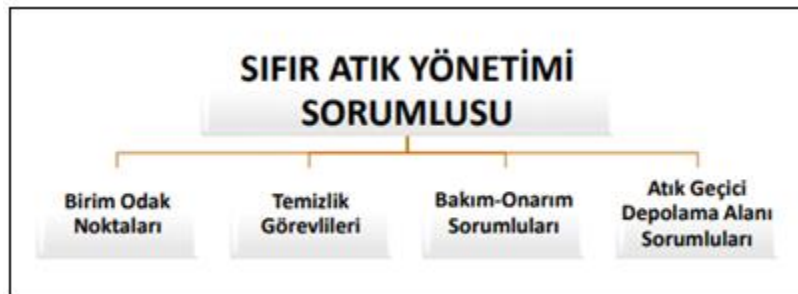 SIFIR ATIK YÖNETİMİ
SORUMLUSU
Birim Odak
Noktaları
Temizlik
Görevlileri
Bakım-Onarım
Sorumluları
Atık Geçici
Depolama Alanı
Sorumluları